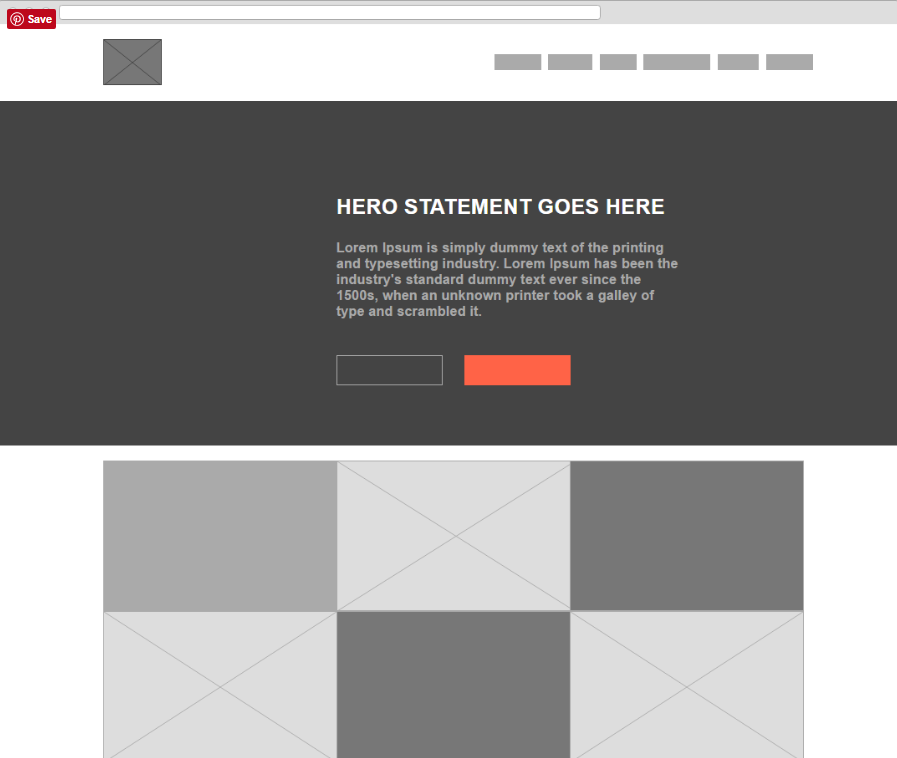 Save
HERO STATEMENT GOES HERE
Lorem Ipsum is simply dummy text of the printing
and typesetting industry. Lorem Ipsum has been the
industry's standard dummy text ever since the
1500s, when an unknown printer took a galley of
type and scrambled it.